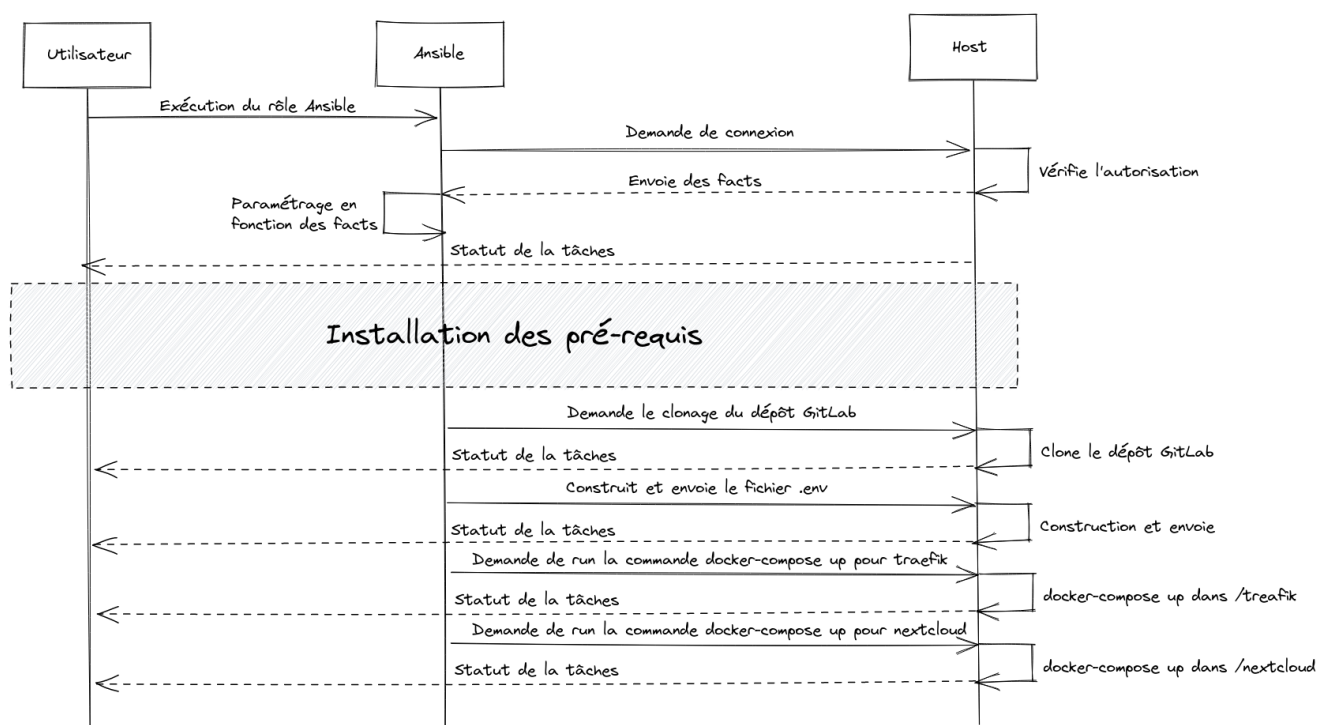 Utilisateur
Ansible
Host
Exécution du rôle Ansible
Demande de connexion
Vérifie l'autorisation
Envoie des facts
Paramétrage en
fonction des facts
Statut de la tâches
Installation des pré-requis
Demande le clonage du dépôt GitLab
Clone le dépôt GitLab
Statut de la tâches
Construit et envoie le fichier .env
Construction et envoie
Statut de la tâches
Demande de run la commande docker-compose up pour traefik
docker-compose up dans /treafik
Statut de la tâches
Demande de run la commande docker-compose up pour nextcloud
docker-compose up dans /nextcloud
Statut de la tâches